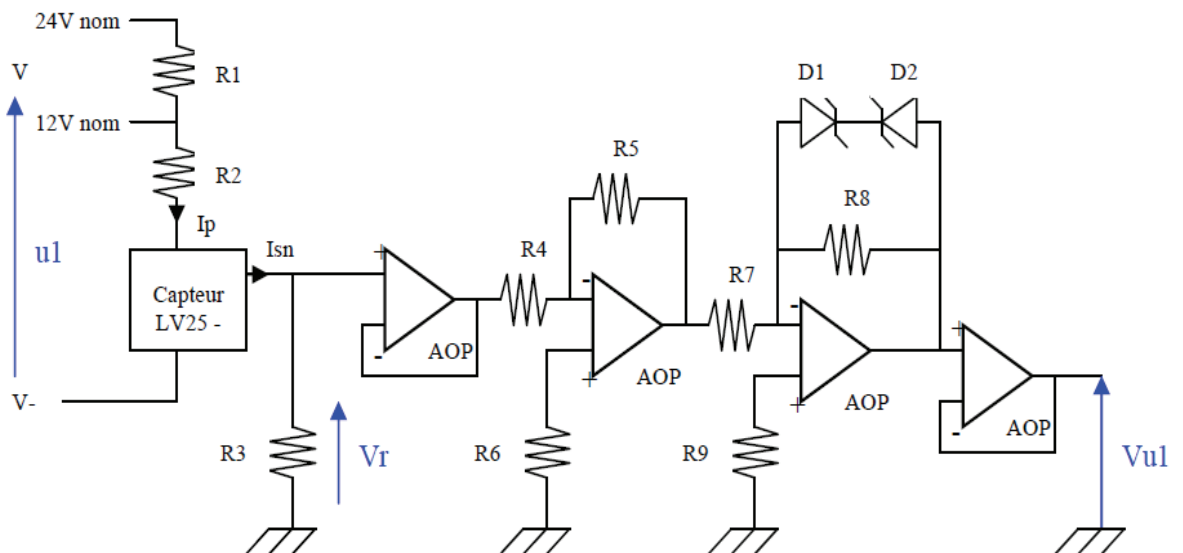 24V nom
V
R1
12V nom
R2
Ip
u1
Capteur
LV25 -
Isn
V-
R3
Vr
+
-
AOP
R4
R5
-
+
AOP
R6
R7
D1
D2
R8
-
+
AOP
R9
+
-
AOP
Vu1